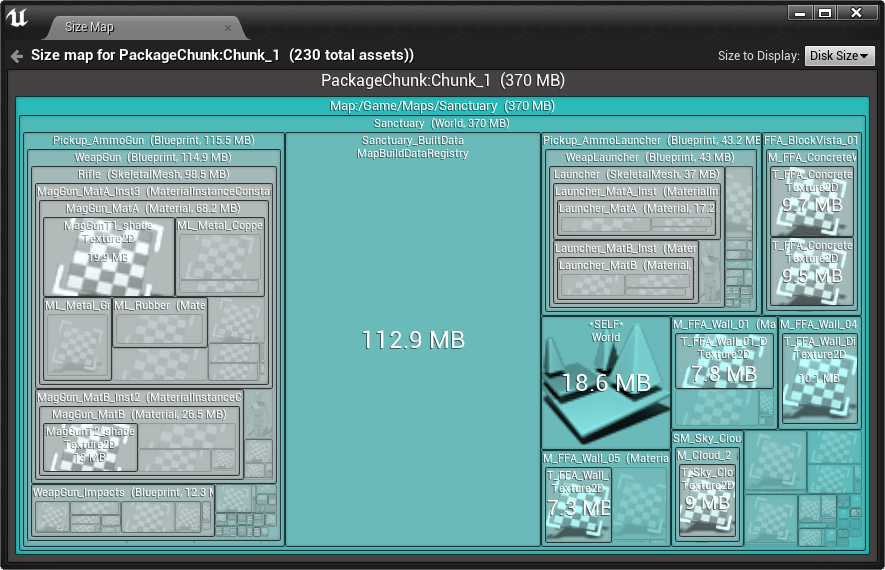 Size Map
Size map for PackageChunk:Chunk_1 (230 total assets))
Size to Display: Disk Size
PackageChunk:Chunk_1 (370 MB)
Map:/Game/Maps/Sanctuary (370 MB)
Sanctuary (World, 370 MB)
Pickup_AmmoGun (Blueprint, 115.5 MB)
WeapGun (Blueprint, 114.9 MB)
Rifle (SkeletalMesh, 98.5 MB)
MagGun_MatA_Inst3 (MaterialInstanceConsta
MagGun_MatA (Material, 68.2 MB)
MagGunT1_shade
Texture2D
19.9 MB
ML_Metal_Coppe
ML_Metal_Gr
ML_Rubber (Mate
MagGun_MatB_Inst2 (MaterialInstanceC
MagGun_MatB (Material, 26.5 MB)
MagGunT2_shade
Texture2D
13 MB
WeapGun_Impacts (Blueprint, 12.3 M
Sanctuary_BuiltData
MapBuildDataRegistry
112.9 MB
Pickup_AmmoLauncher (Blueprint, 43.2 MB
WeapLauncher (Blueprint, 43 MB)
Launcher (SkeletalMesh, 37 MB)
Launcher_MatA_Inst (MaterialIn
Launcher_MatA (Material, 17.2
Launcher_MatB_Inst (Mater
Launcher_MatB (Material,
FFA_BlockVista_01
M_FFA_ConcreteW
T_FFA_Concrete
Texture2D
9.7 MB
T_FFA_Concrete
Texture2D
9.5 MB
*SELF*
World
18.6 MB
M_FFA_Wall_01 (Ma
T_FFA_Wall_01_D
Texture2D
7.8 MB
M_FFA_Wall_04
T_FFA_Wall_Di
Texture2D
10.1 MB
M_FFA_Wall_05 (Materia
T_FFA_Wall_
Texture2D
7.3 MB
SM_Sky_Clou
M_Cloud_2
T_Sky_Clo
Texture2D
9 MB